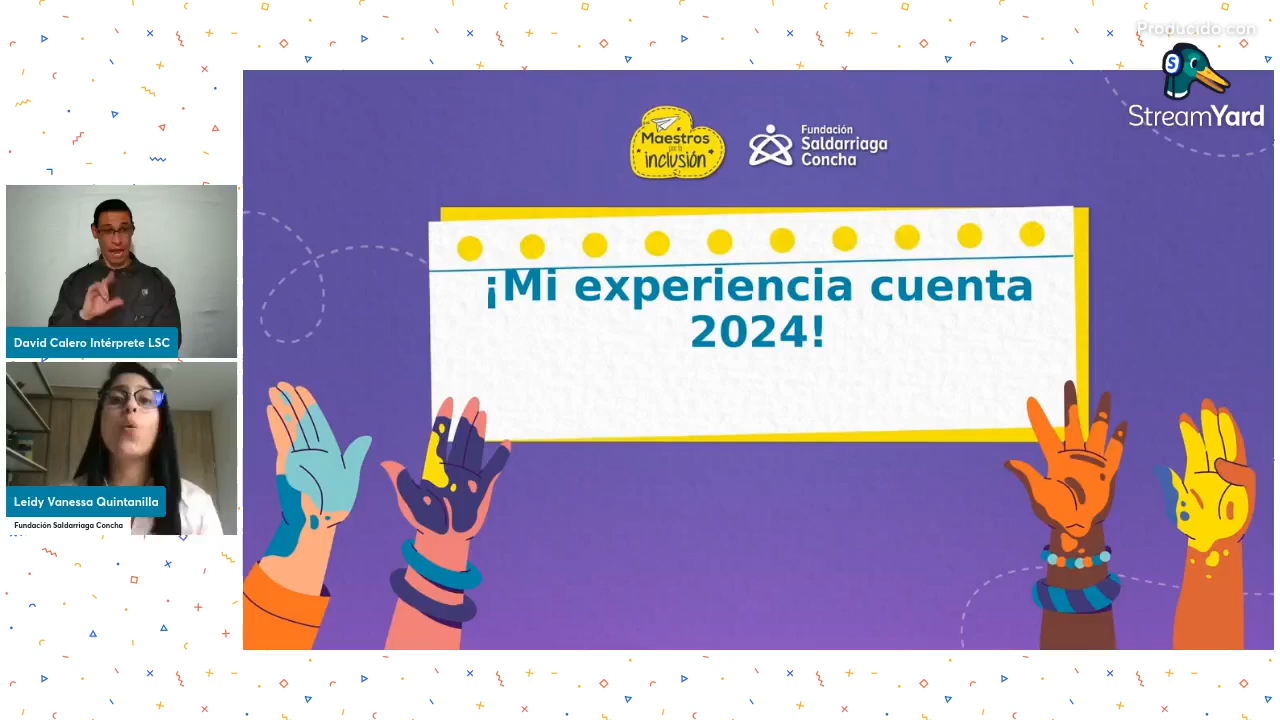 Producido con
StreamYard
Maestros
por la
inclusión
Fundación
Saldarriaga
Concha
¡Mi experiencia cuenta
2024!
David Calero Intérprete LSC
Leidy Vanessa Quintanilla
Fundación Saldarriaga Concha